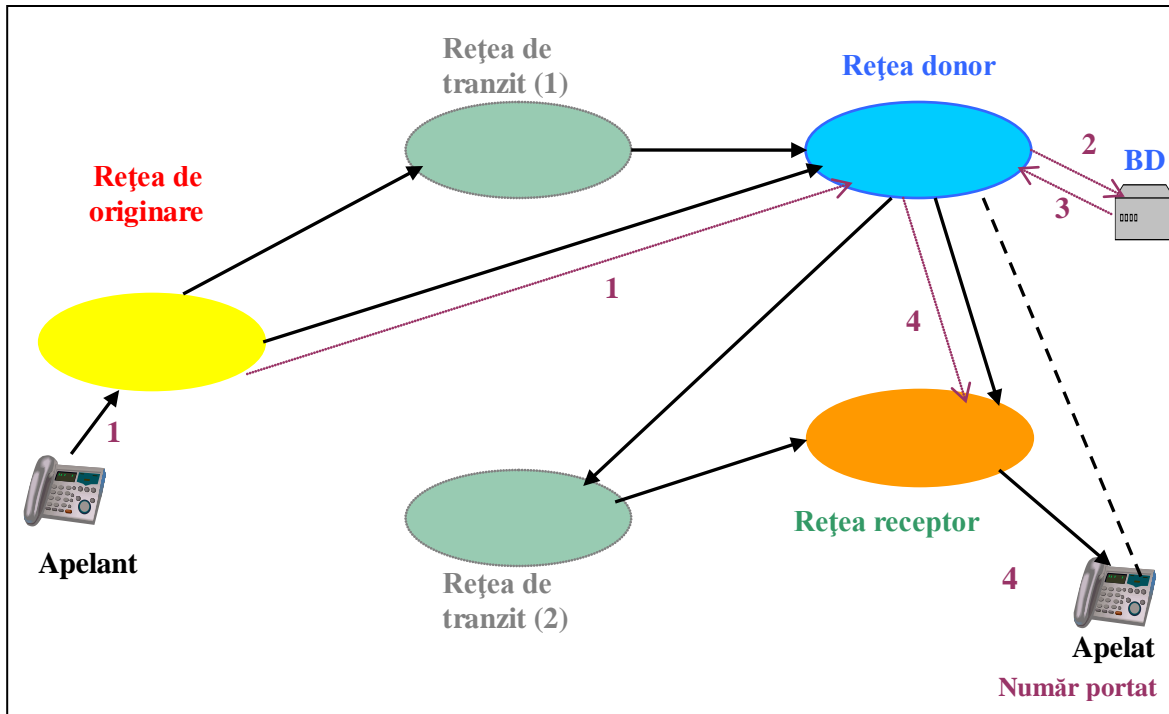 Reţea de
tranzit (1)
Reţea donor
2
BD
Reţea de
originare
3
1
4
1
Reţea receptor
Apelant
4
Reţea de
tranzit (2)
Apelat
Număr portat